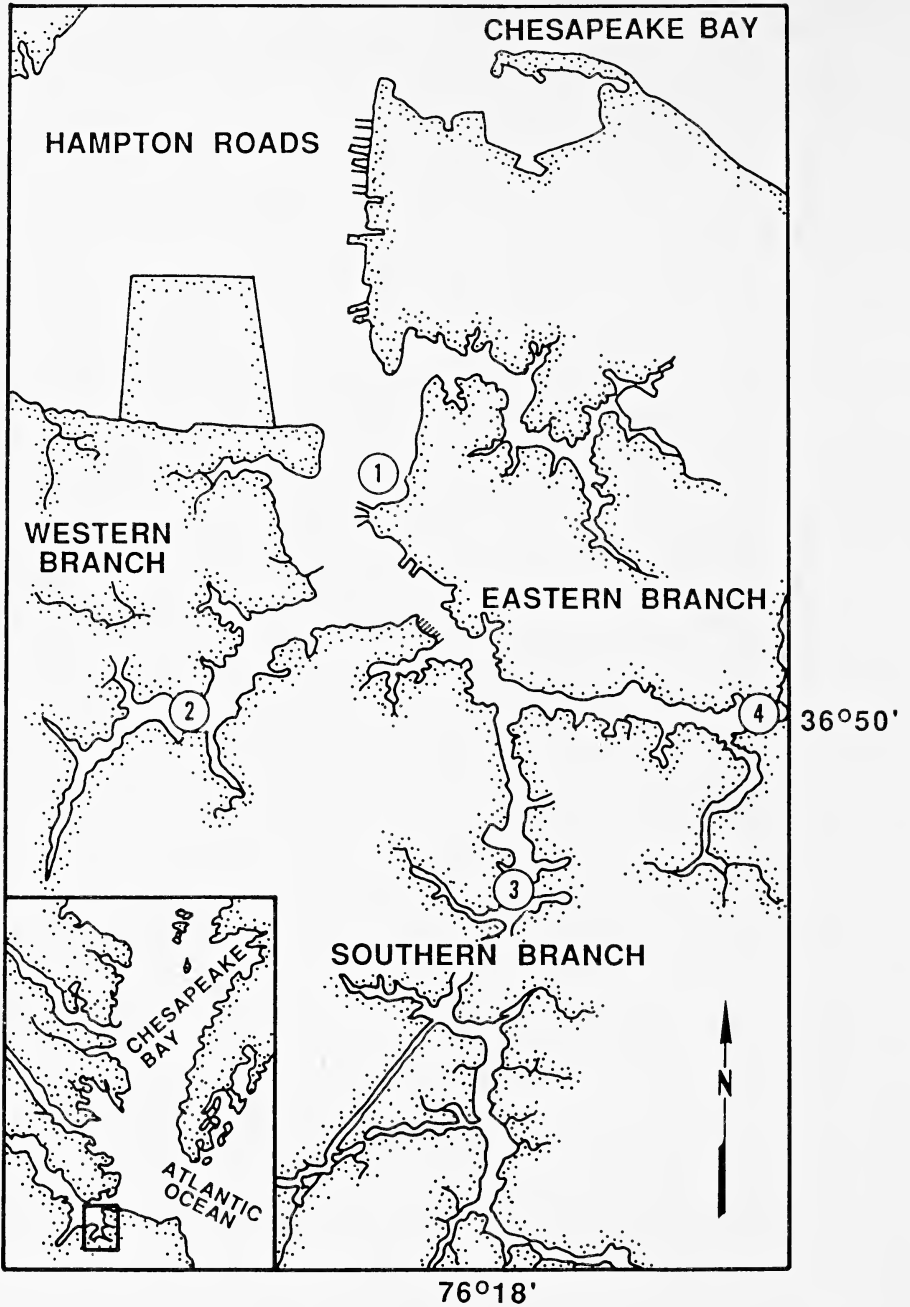 CHESAPEAKE BAY
HAMPTON ROADS
1
WESTERN
BRANCH
EASTERN BRANCH
2
4
36°50'
3
SOUTHERN BRANCH
CHESAPEAKE
BAY
N
ATLANTIC
OCEAN
76°18'